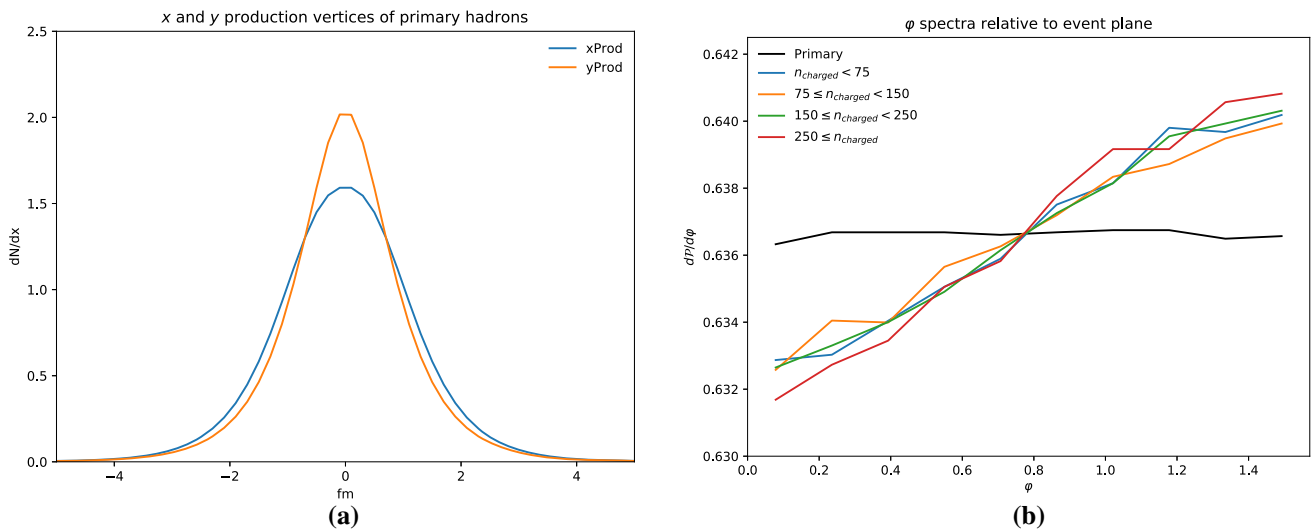 x and y production vertices of primary hadrons
2.5
2.0
1.5
1.0
0.5
0.0
dN/dx
xProd
yProd
−4
−2
0
2
4
fm
(a)
φ spectra relative to event plane
0.642
0.640
0.638
0.636
0.634
0.632
0.630
dP/dφ
Primary
n_charged < 75
75 ≤ n_charged < 150
150 ≤ n_charged < 250
250 ≤ n_charged
0.0
0.2
0.4
0.6
0.8
1.0
1.2
1.4
φ
(b)